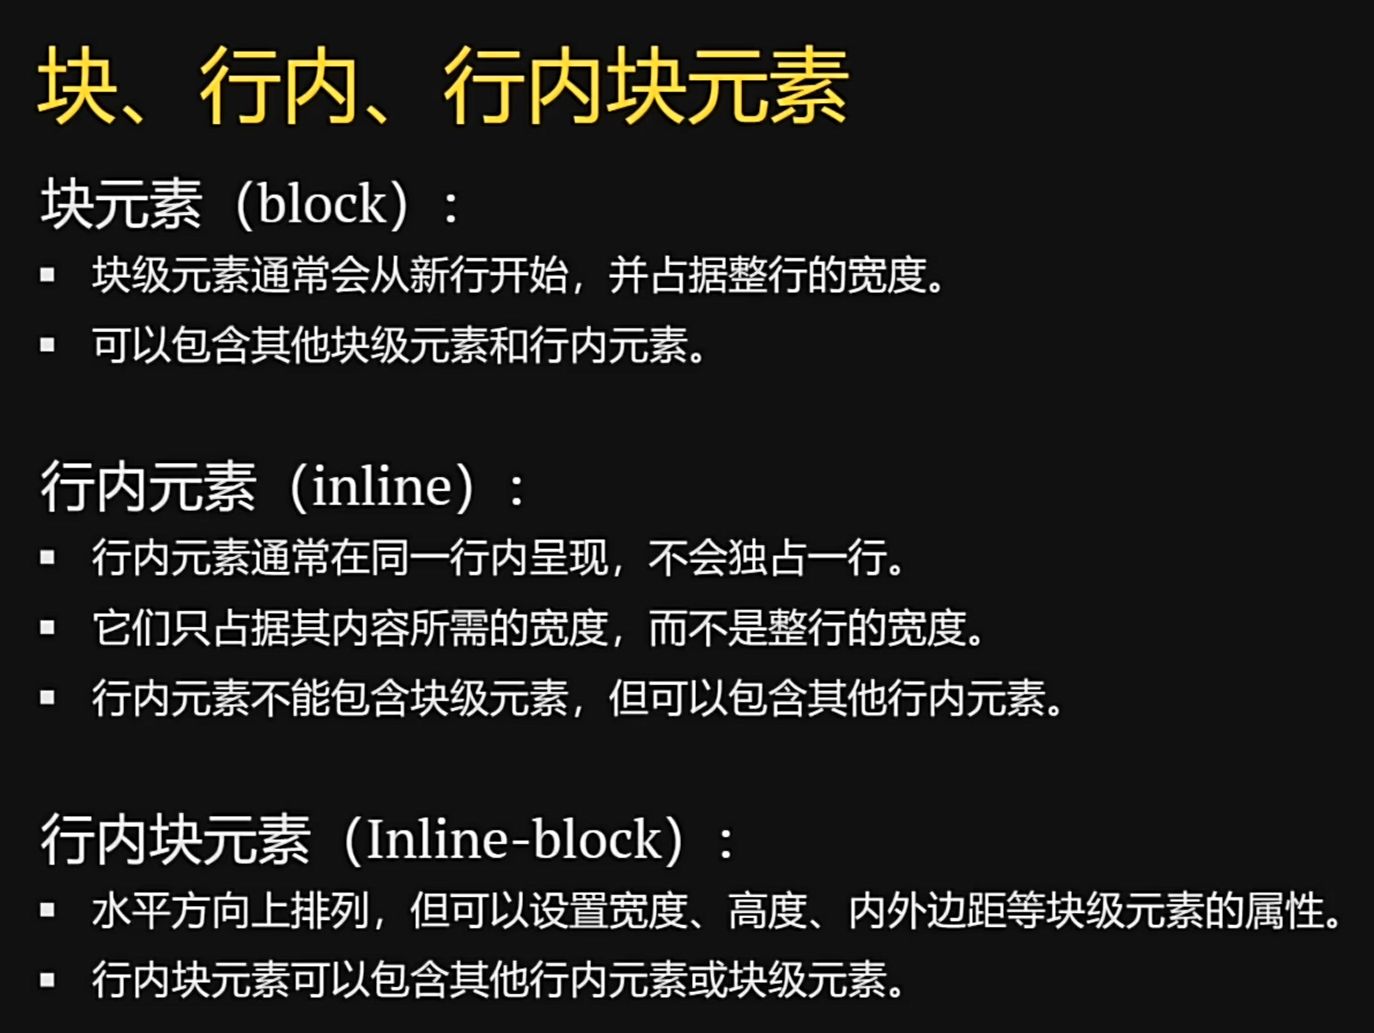 块、行内、行内块元素
块元素（block）：
▪ 块级元素通常会从新行开始，并占据整行的宽度。
▪ 可以包含其他块级元素和行内元素。
行内元素（inline）：
▪ 行内元素通常在同一行内呈现，不会独占一行。
▪ 它们只占据其内容所需的宽度，而不是整行的宽度。
▪ 行内元素不能包含块级元素，但可以包含其他行内元素。
行内块元素（Inline-block）：
▪ 水平方向上排列，但可以设置宽度、高度、内外边距等块级元素的属性。
▪ 行内块元素可以包含其他行内元素或块级元素。